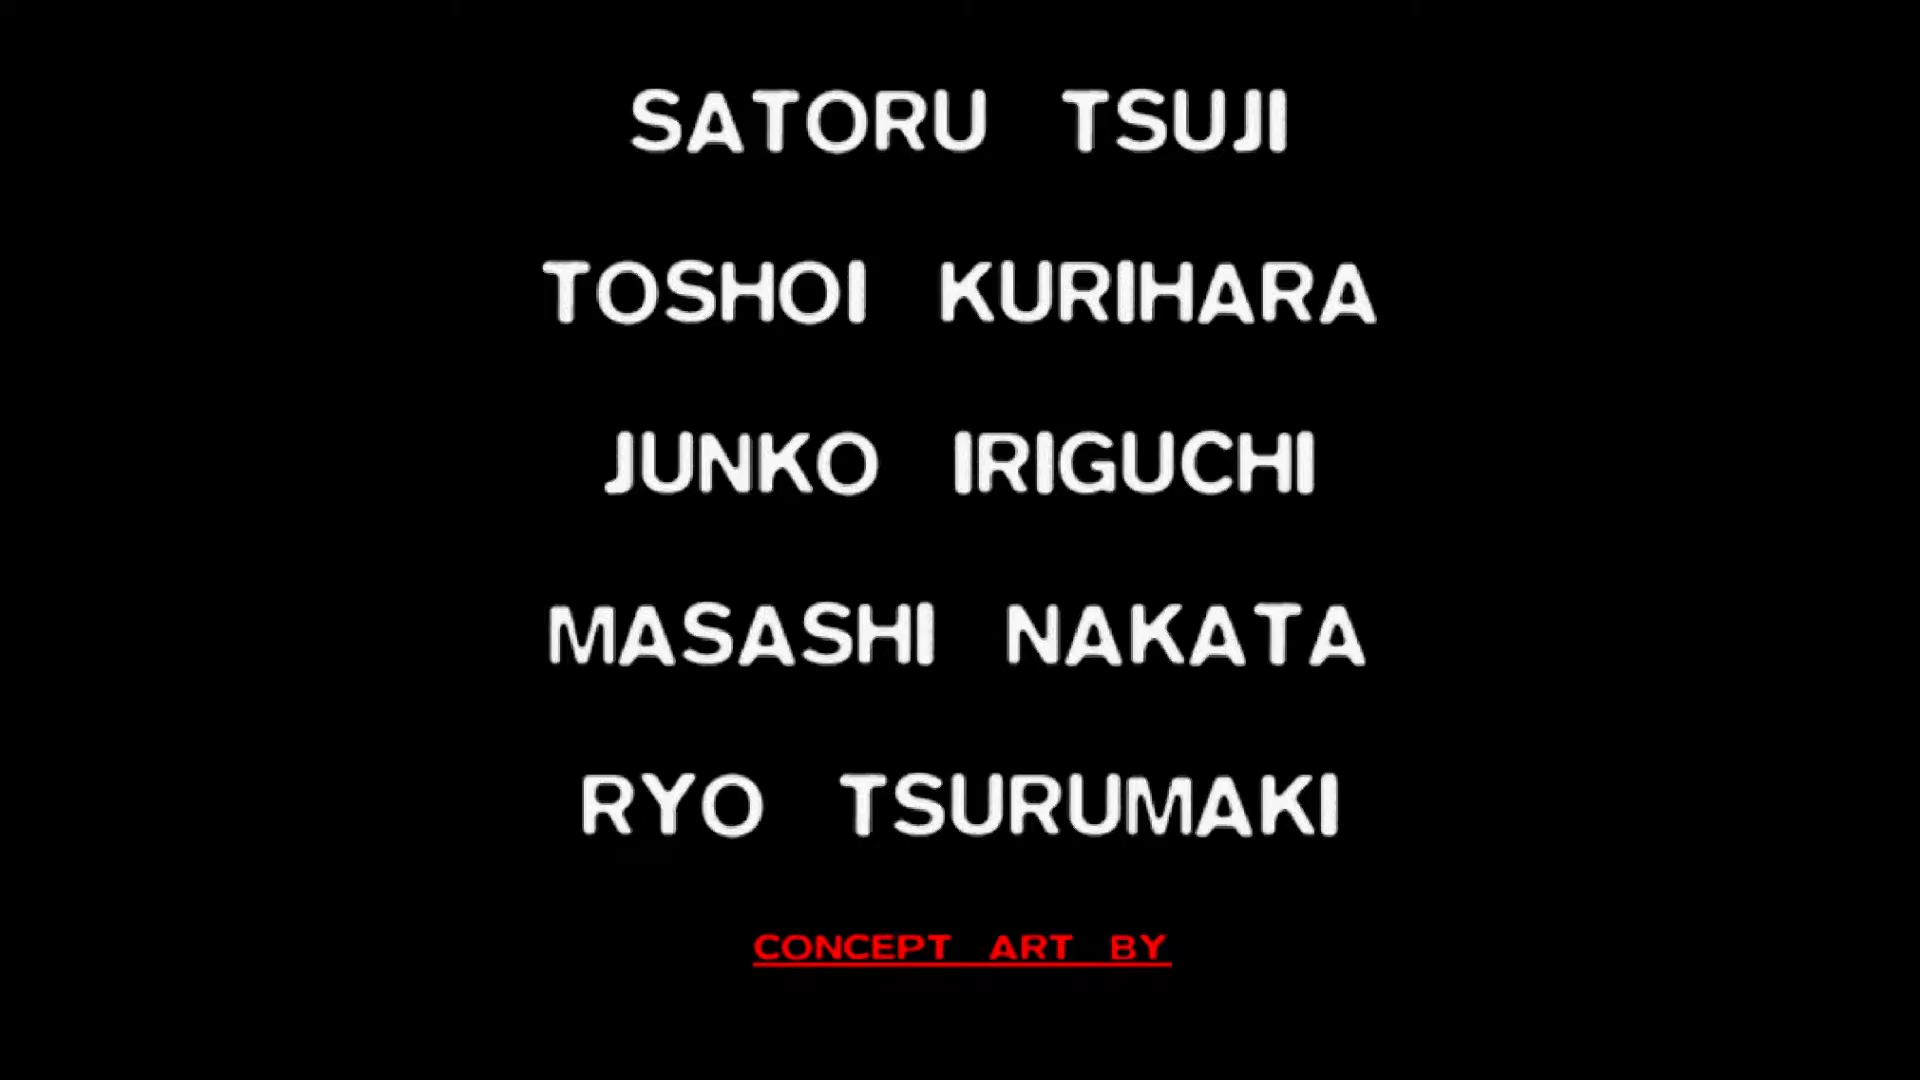 SATORU TSUJI
TOSHOI KURIHARA
JUNKO IRIGUCHI
MASASHI NAKATA
RYO TSURUMAKI
CONCEPT ART BY